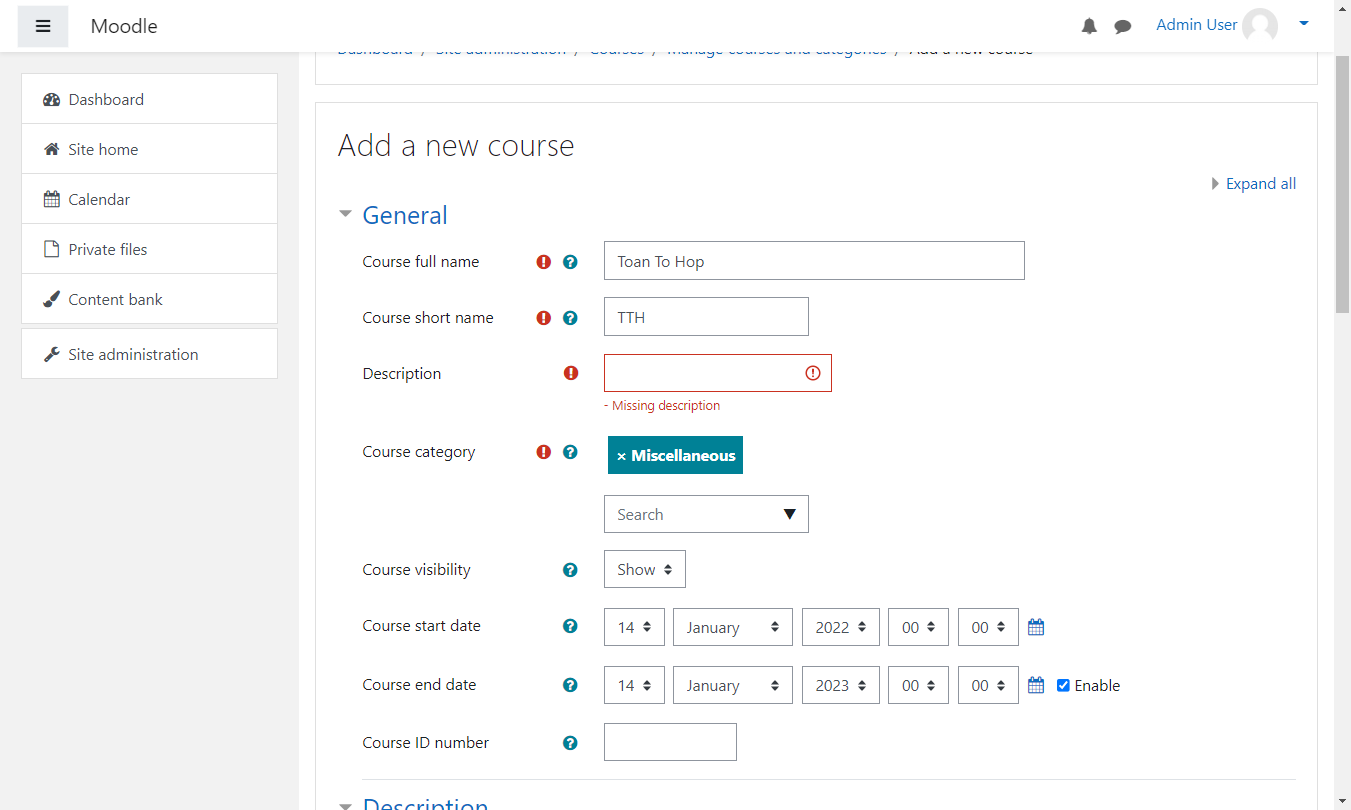 Moodle
Admin User
Dashboard / Site administration / Courses / Manage courses and categories / Add a new course
Dashboard
Site home
Calendar
Private files
Content bank
Site administration
Add a new course
Expand all
General
Course full name
Toan To Hop
Course short name
TTH
Description
- Missing description
Course category
× Miscellaneous
Search
Course visibility
Show
Course start date
14 January 2022 00 00
Course end date
14 January 2023 00 00 Enable
Course ID number
Description